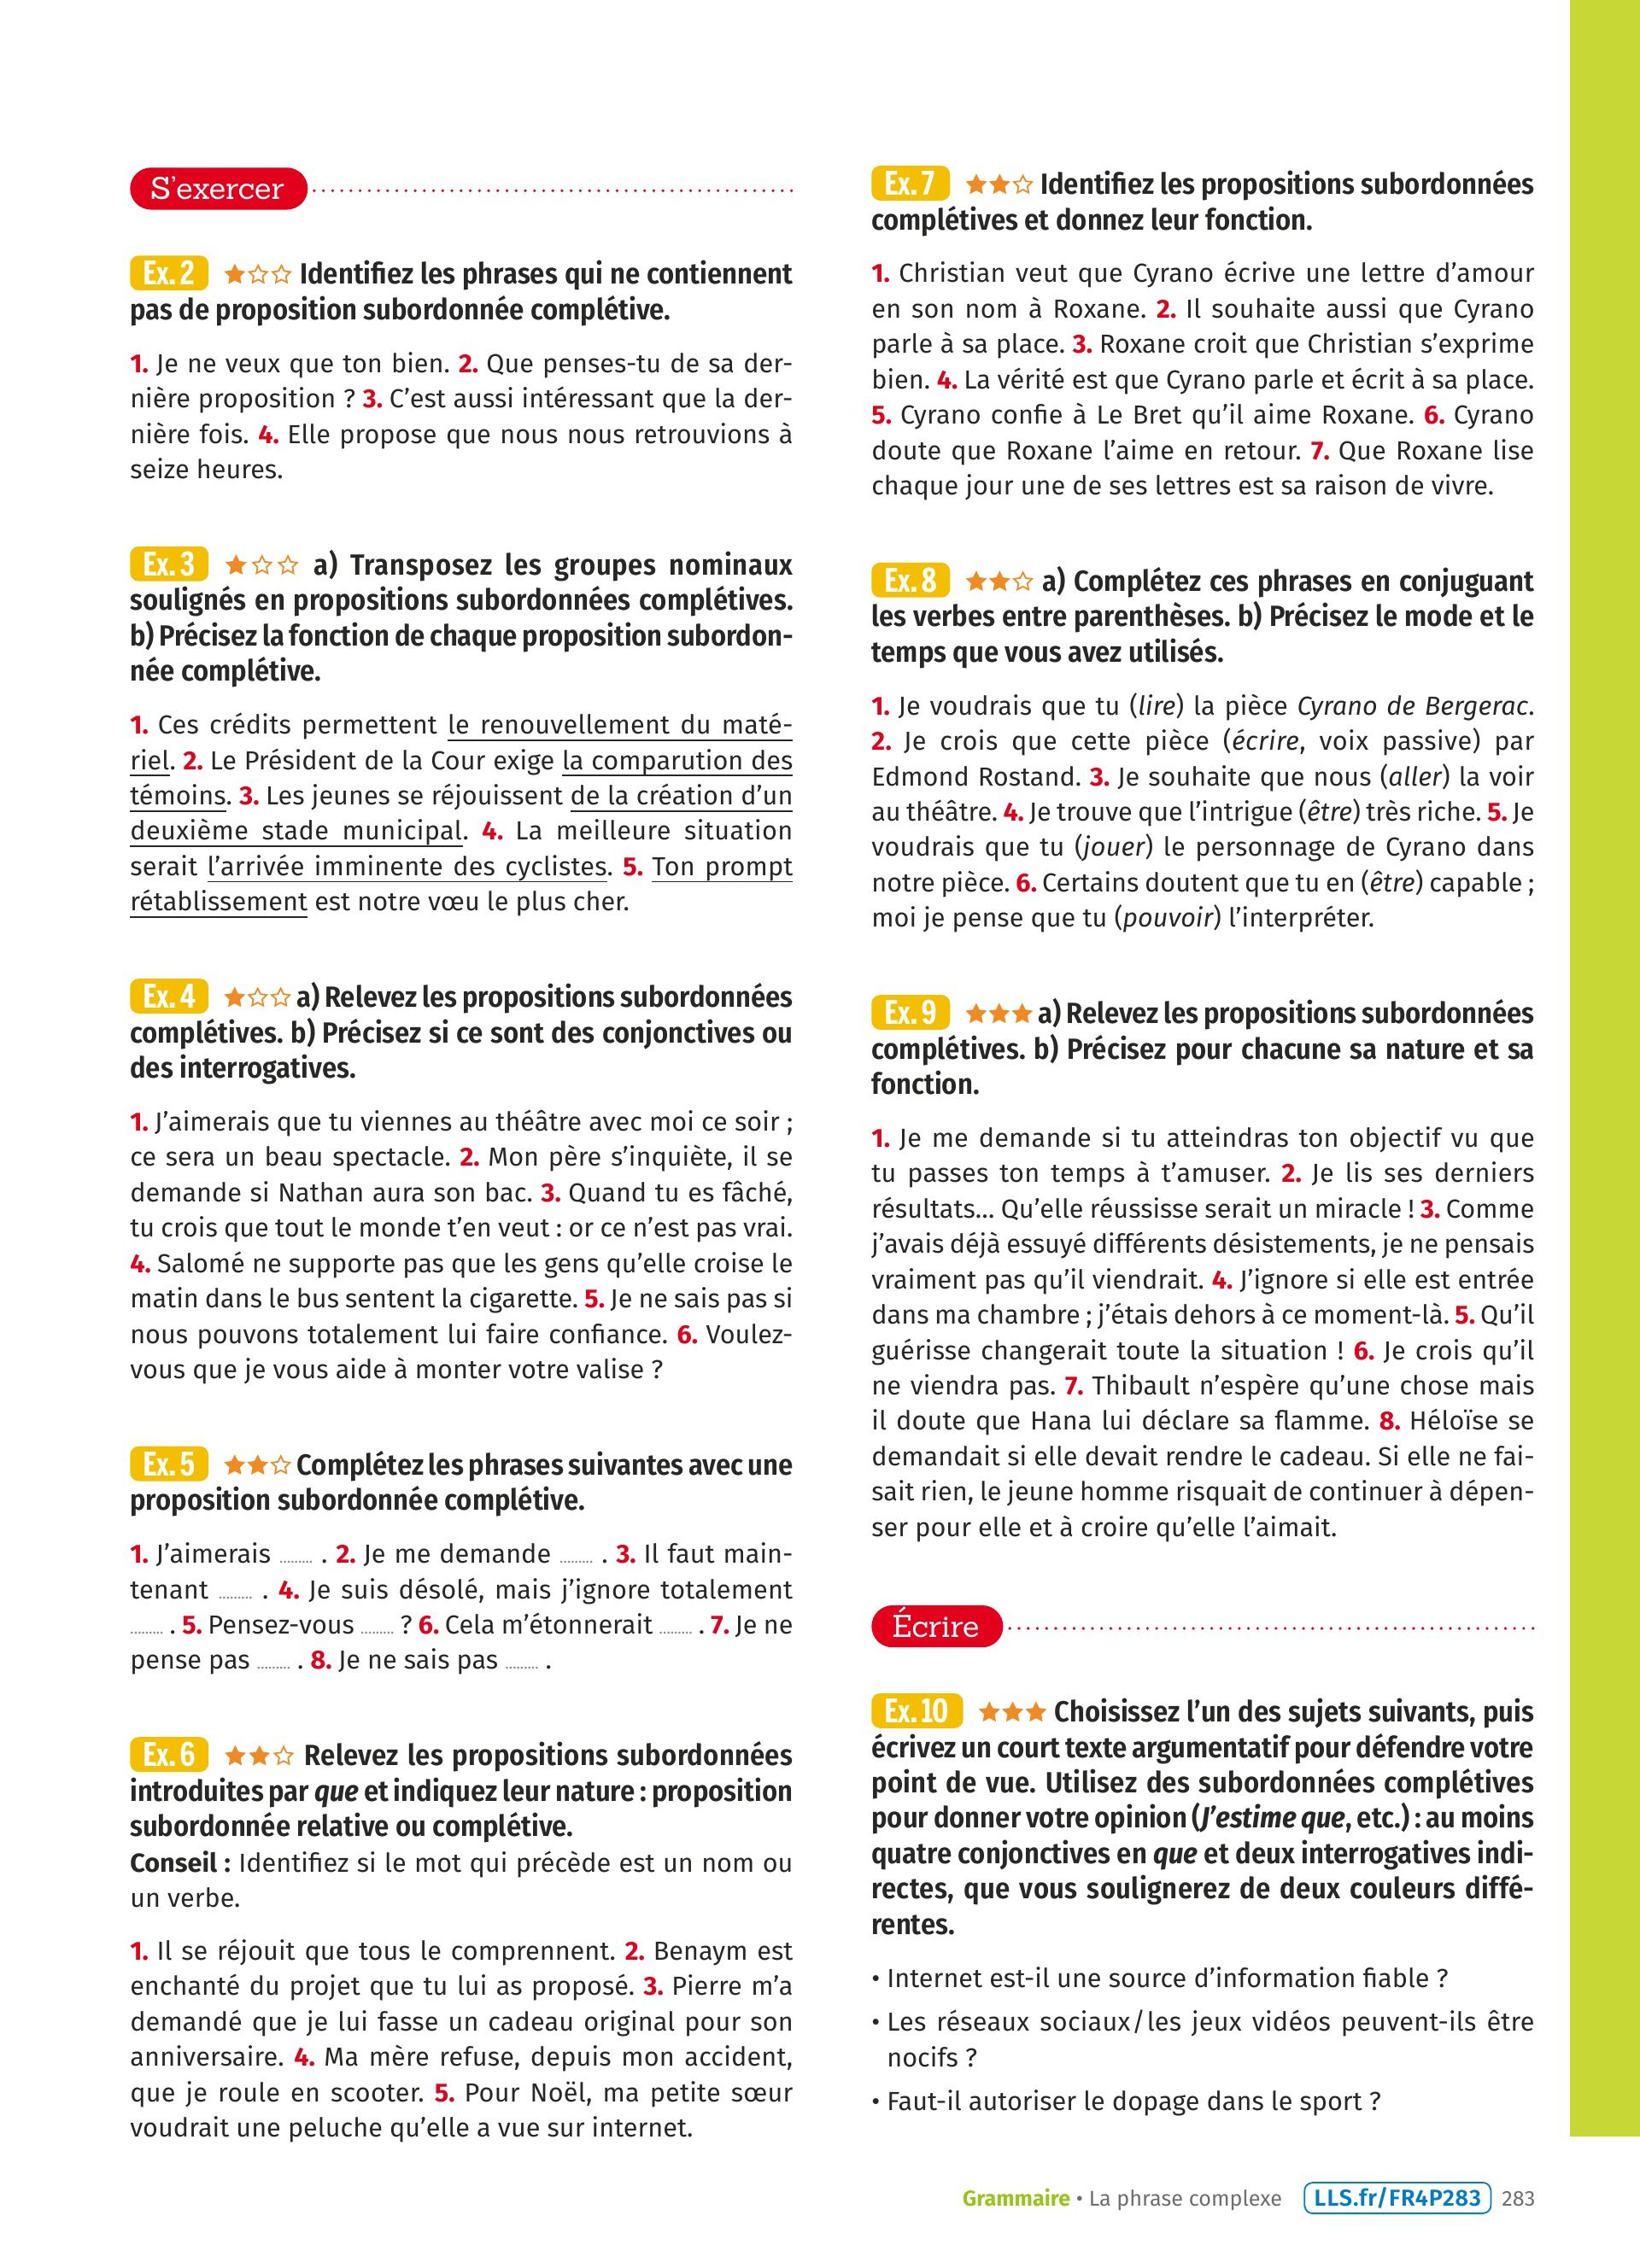 S'exercer
Ex. 2 ★☆☆ Identifiez les phrases qui ne contiennent
pas de proposition subordonnée complétive.
1. Je ne veux que ton bien. 2. Que penses-tu de sa der-
nière proposition ? 3. C'est aussi intéressant que la der-
nière fois. 4. Elle propose que nous nous retrouvions à
seize heures.
Ex. 3 ★☆☆ a) Transposez les groupes nominaux
soulignés en propositions subordonnées complétives.
b) Précisez la fonction de chaque proposition subordon-
née complétive.
1. Ces crédits permettent le renouvellement du maté-
riel. 2. Le Président de la Cour exige la comparution des
témoins. 3. Les jeunes se réjouissent de la création d'un
deuxième stade municipal. 4. La meilleure situation
serait l'arrivée imminente des cyclistes. 5. Ton prompt
rétablissement est notre vœu le plus cher.
Ex. 4 ★☆☆ a) Relevez les propositions subordonnées
complétives. b) Précisez si ce sont des conjonctives ou
des interrogatives.
1. J'aimerais que tu viennes au théâtre avec moi ce soir ;
ce sera un beau spectacle. 2. Mon père s'inquiète, il se
demande si Nathan aura son bac. 3. Quand tu es fâché,
tu crois que tout le monde t'en veut : or ce n'est pas vrai.
4. Salomé ne supporte pas que les gens qu'elle croise le
matin dans le bus sentent la cigarette. 5. Je ne sais pas si
nous pouvons totalement lui faire confiance. 6. Voulez-
vous que je vous aide à monter votre valise ?
Ex. 5 ★★☆ Complétez les phrases suivantes avec une
proposition subordonnée complétive.
1. J'aimerais ......... . 2. Je me demande ......... . 3. Il faut main-
tenant ......... . 4. Je suis désolé, mais j'ignore totalement
......... . 5. Pensez-vous ......... ? 6. Cela m'étonnerait ......... . 7. Je ne
pense pas ......... . 8. Je ne sais pas ......... .
Ex. 6 ★★☆ Relevez les propositions subordonnées
introduites par que et indiquez leur nature : proposition
subordonnée relative ou complétive.
Conseil : Identifiez si le mot qui précède est un nom ou
un verbe.
1. Il se réjouit que tous le comprennent. 2. Benaym est
enchanté du projet que tu lui as proposé. 3. Pierre m'a
demandé que je lui fasse un cadeau original pour son
anniversaire. 4. Ma mère refuse, depuis mon accident,
que je roule en scooter. 5. Pour Noël, ma petite sœur
voudrait une peluche qu'elle a vue sur internet.
Ex. 7 ★★☆ Identifiez les propositions subordonnées
complétives et donnez leur fonction.
1. Christian veut que Cyrano écrive une lettre d'amour
en son nom à Roxane. 2. Il souhaite aussi que Cyrano
parle à sa place. 3. Roxane croit que Christian s'exprime
bien. 4. La vérité est que Cyrano parle et écrit à sa place.
5. Cyrano confie à Le Bret qu'il aime Roxane. 6. Cyrano
doute que Roxane l'aime en retour. 7. Que Roxane lise
chaque jour une de ses lettres est sa raison de vivre.
Ex. 8 ★★☆ a) Complétez ces phrases en conjuguant
les verbes entre parenthèses. b) Précisez le mode et le
temps que vous avez utilisés.
1. Je voudrais que tu (lire) la pièce Cyrano de Bergerac.
2. Je crois que cette pièce (écrire, voix passive) par
Edmond Rostand. 3. Je souhaite que nous (aller) la voir
au théâtre. 4. Je trouve que l'intrigue (être) très riche. 5. Je
voudrais que tu (jouer) le personnage de Cyrano dans
notre pièce. 6. Certains doutent que tu en (être) capable ;
moi je pense que tu (pouvoir) l'interpréter.
Ex. 9 ★★★ a) Relevez les propositions subordonnées
complétives. b) Précisez pour chacune sa nature et sa
fonction.
1. Je me demande si tu atteindras ton objectif vu que
tu passes ton temps à t'amuser. 2. Je lis ses derniers
résultats... Qu'elle réussisse serait un miracle ! 3. Comme
j'avais déjà essuyé différents désistements, je ne pensais
vraiment pas qu'il viendrait. 4. J'ignore si elle est entrée
dans ma chambre ; j'étais dehors à ce moment-là. 5. Qu'il
guérisse changerait toute la situation ! 6. Je crois qu'il
ne viendra pas. 7. Thibault n'espère qu'une chose mais
il doute que Hana lui déclare sa flamme. 8. Héloïse se
demandait si elle devait rendre le cadeau. Si elle ne fai-
sait rien, le jeune homme risquait de continuer à dépen-
ser pour elle et à croire qu'elle l'aimait.
Écrire
Ex. 10 ★★★ Choisissez l'un des sujets suivants, puis
écrivez un court texte argumentatif pour défendre votre
point de vue. Utilisez des subordonnées complétives
pour donner votre opinion (J'estime que, etc.) : au moins
quatre conjonctives en que et deux interrogatives indi-
rectes, que vous soulignerez de deux couleurs diffé-
rentes.
• Internet est-il une source d'information fiable ?
• Les réseaux sociaux / les jeux vidéos peuvent-ils être
nocifs ?
• Faut-il autoriser le dopage dans le sport ?
Grammaire • La phrase complexe LLS.fr/FR4P283 283